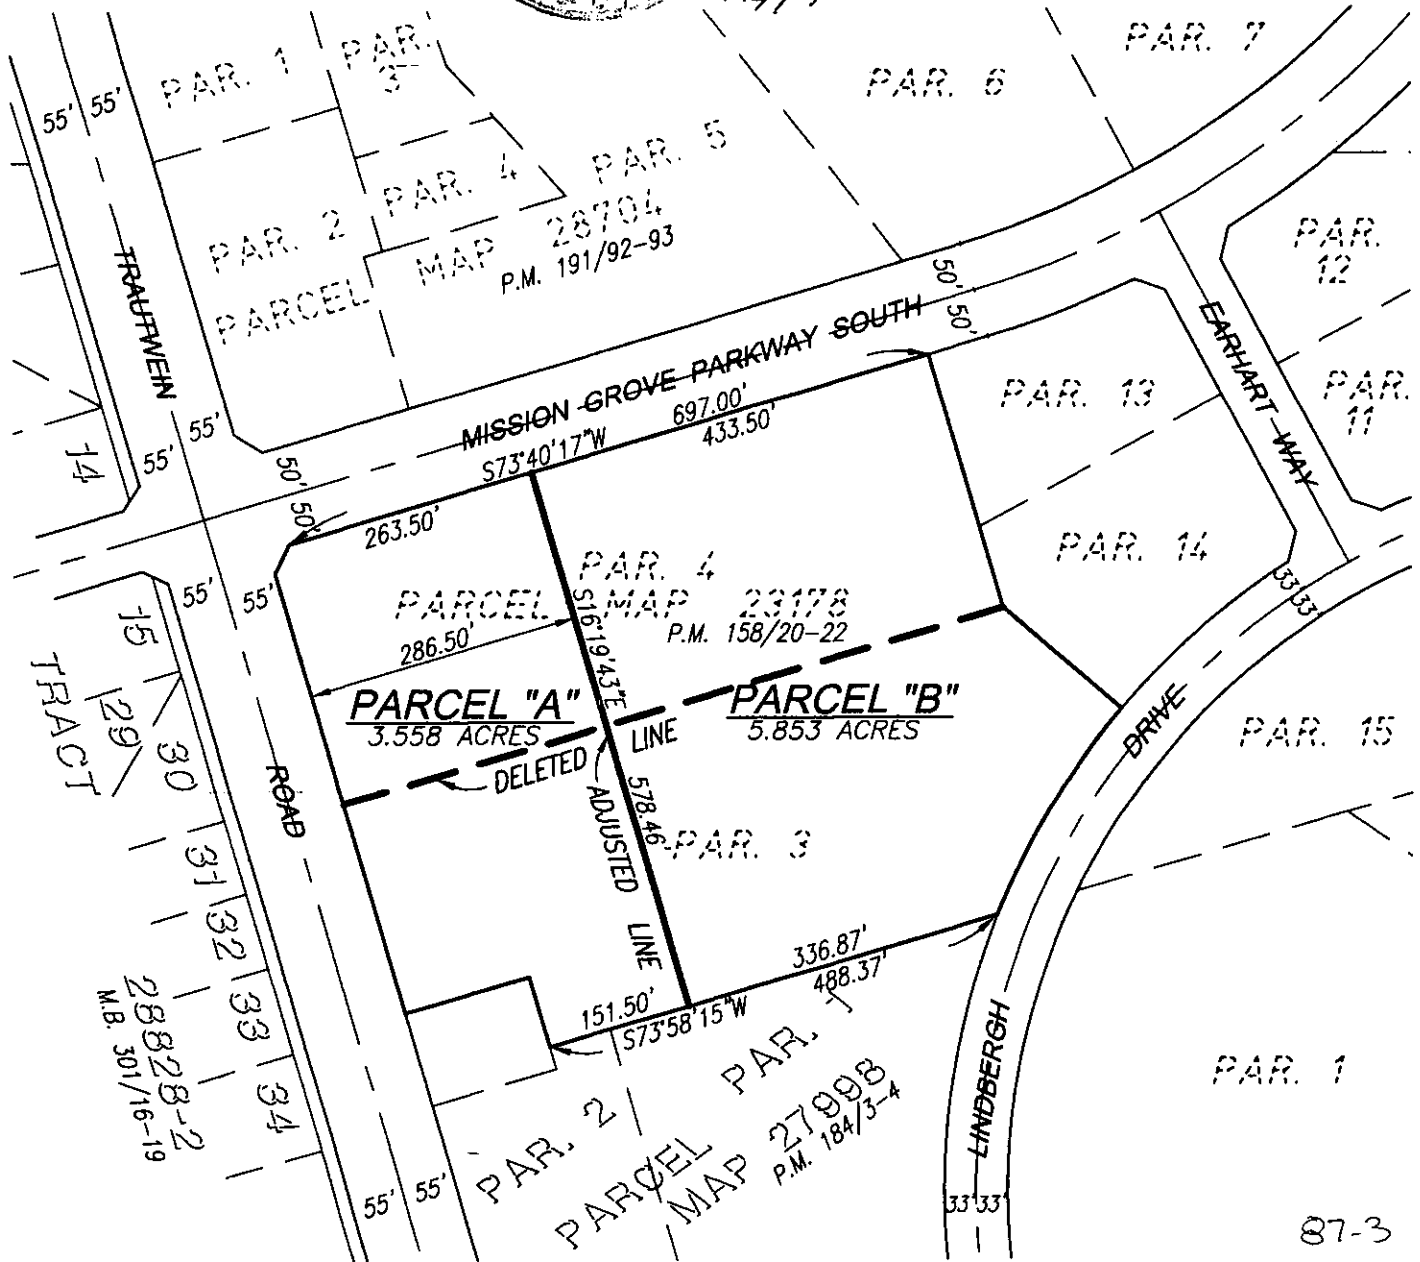 PAR. 1
PAR. 3
PAR. 7
PAR. 6
55' 55'
PAR. 5
PAR. 4
PAR. 2
PARCEL MAP 28704
P.M. 191/92-93
PAR. 12
50' 50'
TRAUTWEIN
EARHART WAY
MISSION GROVE PARKWAY SOUTH
697.00'
433.50'
S73°40'17"W
PAR. 13
PAR. 11
55' 55'
14
50' 50'
263.50'
PAR. 14
PAR. 4
PARCEL MAP 23178
P.M. 158/20-22
33' 33'
55' 55'
15
286.50'
S16°19'43"E
PARCEL "A"
3.558 ACRES
PARCEL "B"
5.853 ACRES
TRACT
29
30
DELETED LINE
DRIVE
PAR. 15
ROAD
ADJUSTED LINE
578.46'
PAR. 3
31
32
33
34
28828-2
M.B. 301/16-19
336.87'
488.37'
151.50'
S73°58'15"W
PAR. 1
PAR. 2
PARCEL MAP 27998
P.M. 184/3-4
LINDBERGH
PAR. 1
55' 55'
33' 33'
87-3